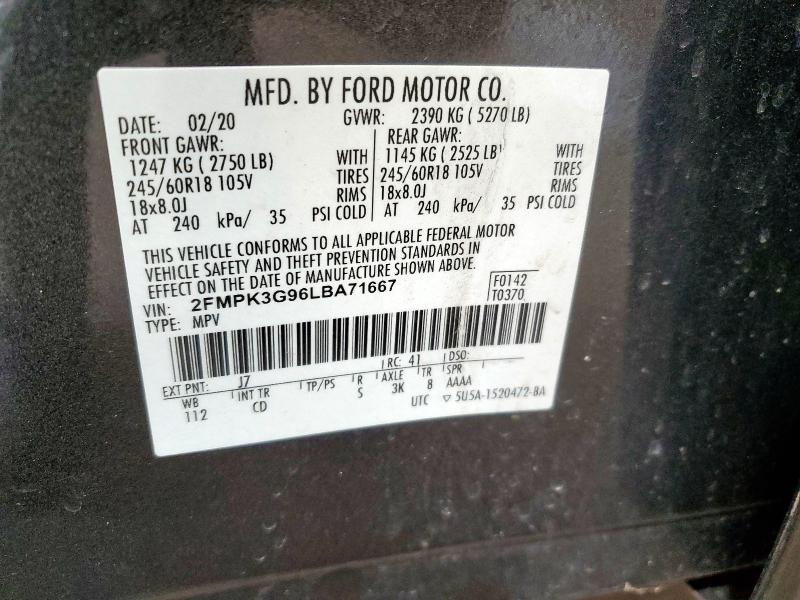 MFD. BY FORD MOTOR CO.
DATE: 02/20 GVWR: 2390 KG ( 5270 LB)
FRONT GAWR: REAR GAWR:
1247 KG ( 2750 LB) WITH 1145 KG ( 2525 LB) WITH
245/60R18 105V TIRES 245/60R18 105V TIRES
18x8.0J RIMS 18x8.0J RIMS
AT 240 kPa/ 35 PSI COLD AT 240 kPa/ 35 PSI COLD
THIS VEHICLE CONFORMS TO ALL APPLICABLE FEDERAL MOTOR
VEHICLE SAFETY AND THEFT PREVENTION STANDARDS IN
EFFECT ON THE DATE OF MANUFACTURE SHOWN ABOVE.
VIN: 2FMPK3G96LBA71667 F0142
TYPE: MPV T0370
EXT PNT: J7 RC: 41 DSO:
WB INT TR TP/PS R AXLE TR SPR
112 CD S 3K 8 AAAA
UTC ▽ 5U5A-1520472-BA